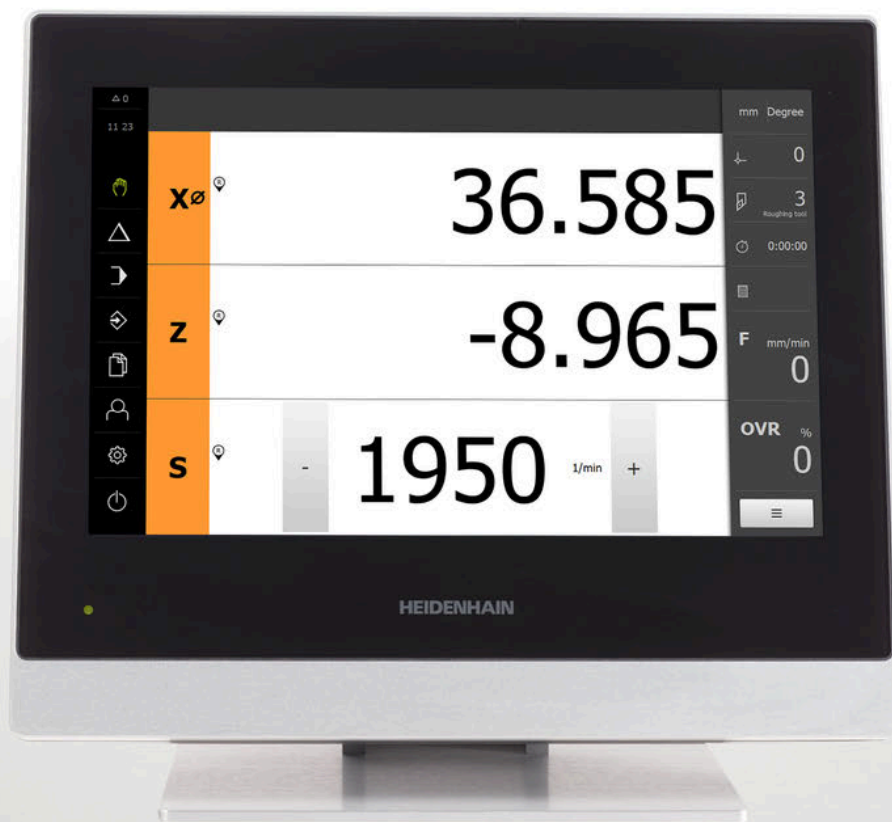 0
11 23
X⌀
R
36.585
Z
R
-8.965
S
R
-
1950
1/min
+
mm Degree
0
3
Roughing tool
0:00:00
F mm/min
0
OVR %
0
HEIDENHAIN